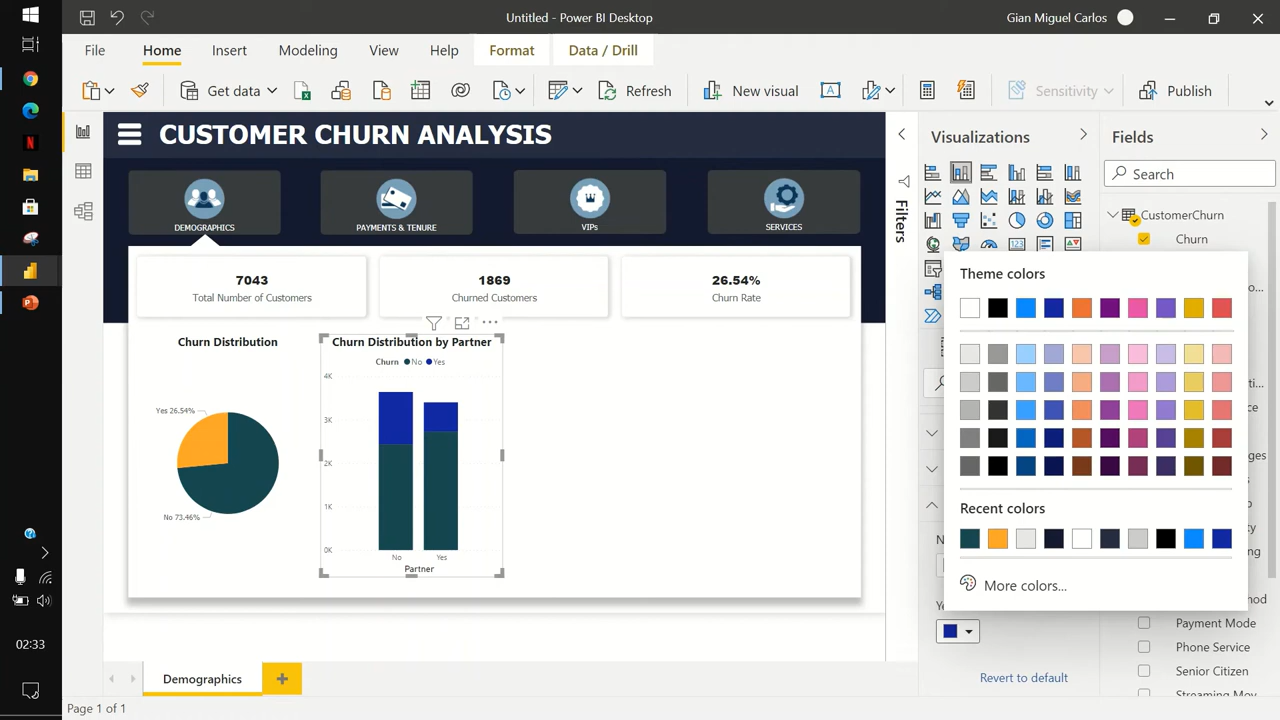 Untitled - Power BI Desktop
Gian Miguel Carlos
File
Home
Insert
Modeling
View
Help
Format
Data / Drill
Get data
Refresh
New visual
Sensitivity
Publish
CUSTOMER CHURN ANALYSIS
DEMOGRAPHICS
PAYMENTS & TENURE
VIPs
SERVICES
7043
Total Number of Customers
1869
Churned Customers
26.54%
Churn Rate
Churn Distribution
Yes 26.54%
No 73.46%
Churn Distribution by Partner
Churn No Yes
4K
3K
2K
1K
0K
No
Yes
Partner
Filters
Visualizations
Fields
Search
CustomerChurn
Churn
Theme colors
Recent colors
More colors...
Revert to default
Payment Mode
Phone Service
Senior Citizen
Streaming Mov
Demographics
Page 1 of 1
02:33